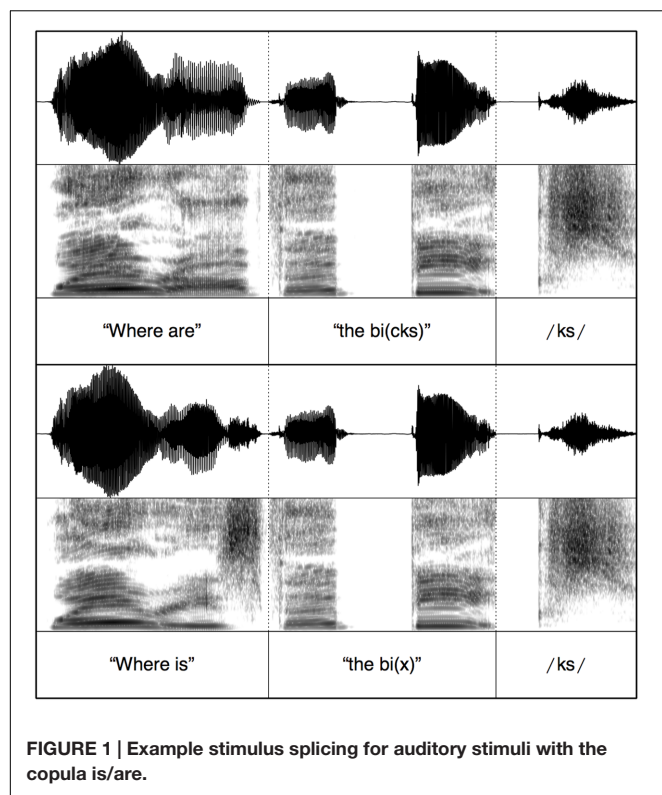 “Where are” “the bi(cks)” /ks/
“Where is” “the bi(x)” /ks/
FIGURE 1 | Example stimulus splicing for auditory stimuli with the
copula is/are.